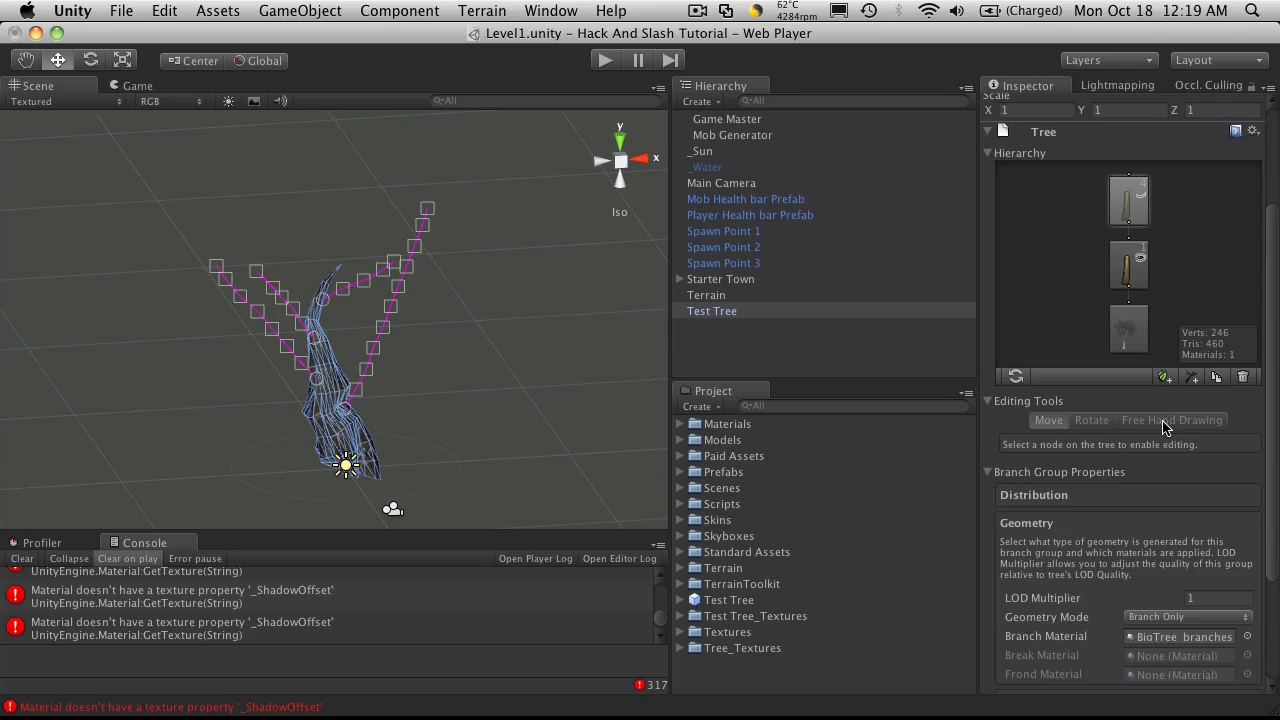 Unity File Edit Assets GameObject Component Terrain Window Help 62°C 4284rpm (Charged) Mon Oct 18 12:19 AM
Level1.unity - Hack And Slash Tutorial - Web Player
Center Global Layers Layout
Scene Game
Textured RGB All
y
x
Iso
Hierarchy
Create All
Game Master
Mob Generator
_Sun
_Water
Main Camera
Mob Health bar Prefab
Player Health bar Prefab
Spawn Point 1
Spawn Point 2
Spawn Point 3
Starter Town
Terrain
Test Tree
Project
Create All
Materials
Models
Paid Assets
Prefabs
Scenes
Scripts
Skins
Skyboxes
Standard Assets
Terrain
TerrainToolkit
Test Tree
Test Tree_Textures
Textures
Tree_Textures
Inspector Lightmapping Occl. Culling
Scale
X 1 Y 1 Z 1
Tree
Hierarchy
4
1
Verts: 246
Tris: 460
Materials: 1
Editing Tools
Move Rotate Free Hand Drawing
Select a node on the tree to enable editing.
Branch Group Properties
Distribution
Geometry
Select what type of geometry is generated for this
branch group and which materials are applied. LOD
Multiplier allows you to adjust the quality of this group
relative to tree's LOD Quality.
LOD Multiplier 1
Geometry Mode Branch Only
Branch Material BigTree_branches
Break Material None (Material)
Frond Material None (Material)
Profiler Console
Clear Collapse Clear on play Error pause Open Player Log Open Editor Log
UnityEngine.Material:GetTexture(String)
Material doesn't have a texture property '_ShadowOffset'
UnityEngine.Material:GetTexture(String)
Material doesn't have a texture property '_ShadowOffset'
UnityEngine.Material:GetTexture(String)
317
Material doesn't have a texture property '_ShadowOffset'